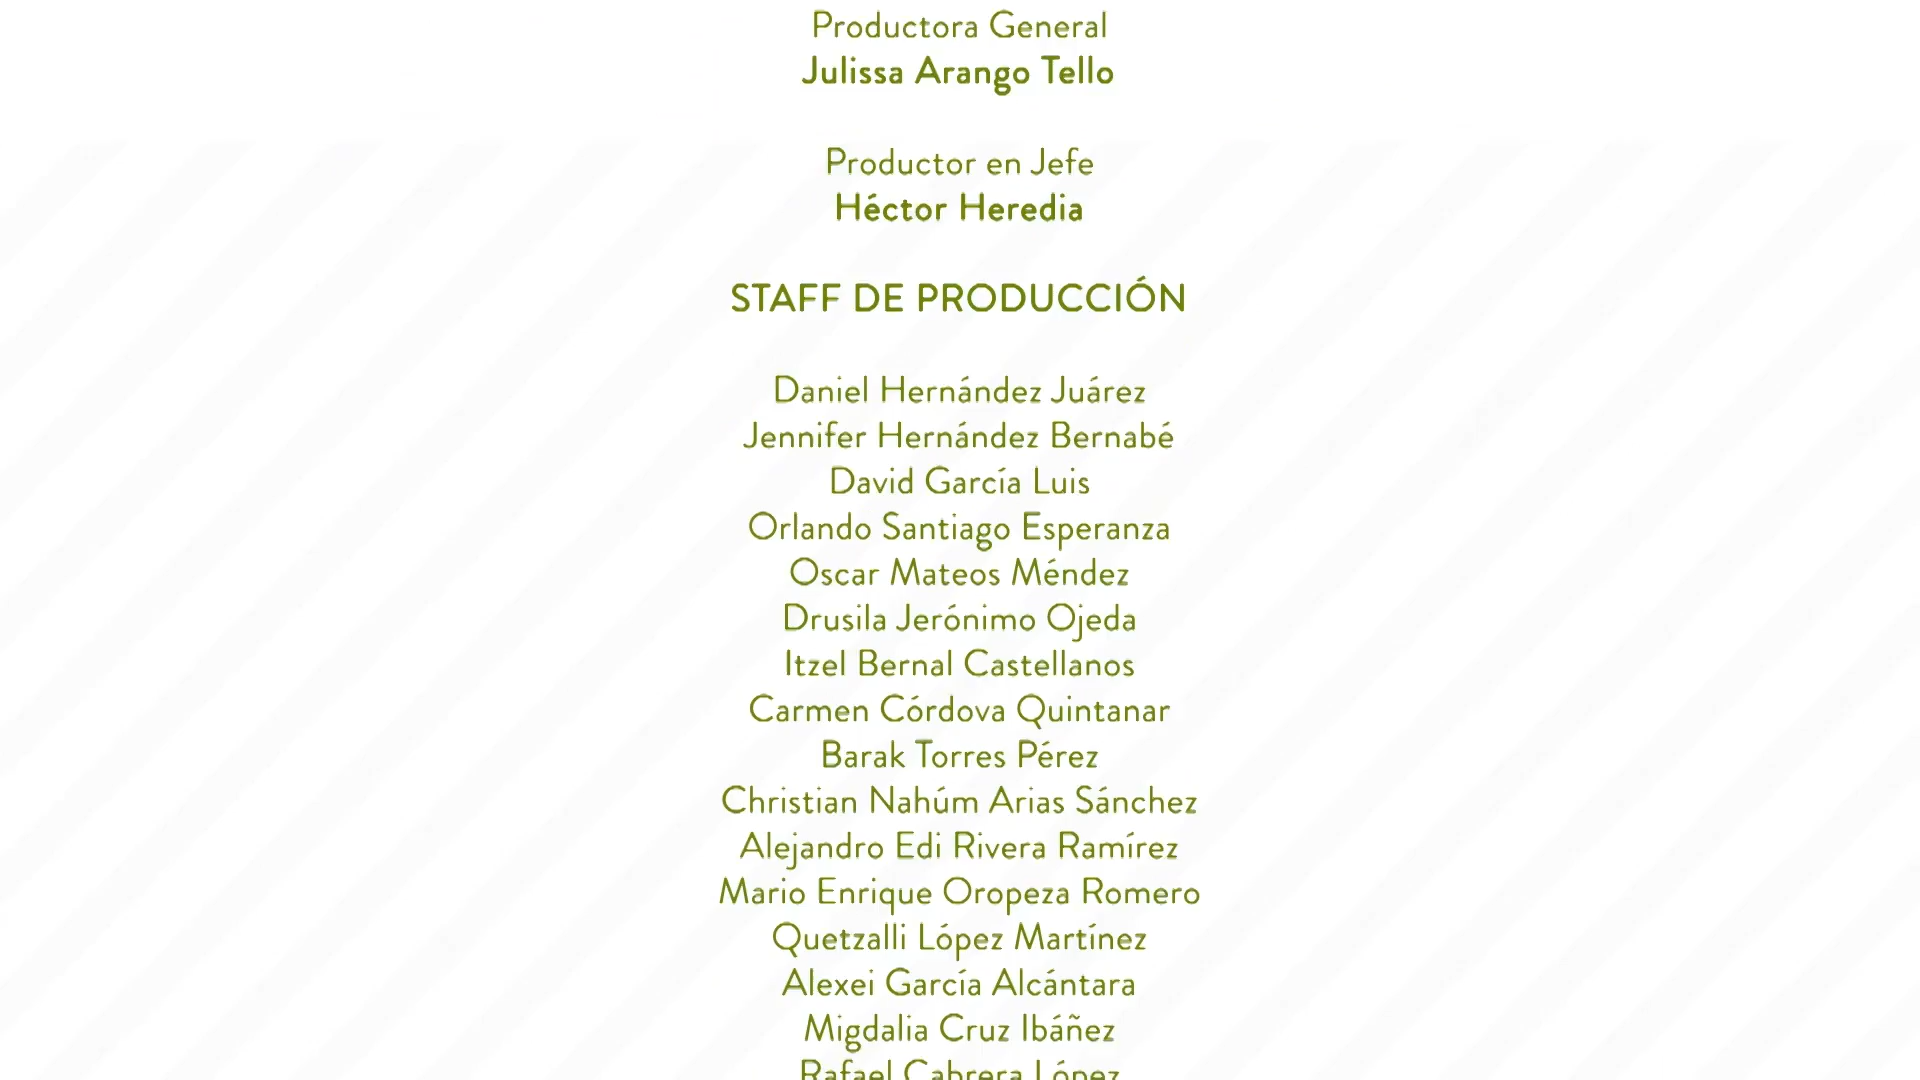 Productora General
Julissa Arango Tello
Productor en Jefe
Héctor Heredia
STAFF DE PRODUCCIÓN
Daniel Hernández Juárez
Jennifer Hernández Bernabé
David García Luis
Orlando Santiago Esperanza
Oscar Mateos Méndez
Drusila Jerónimo Ojeda
Itzel Bernal Castellanos
Carmen Córdova Quintanar
Barak Torres Pérez
Christian Nahúm Arias Sánchez
Alejandro Edi Rivera Ramírez
Mario Enrique Oropeza Romero
Quetzalli López Martínez
Alexei García Alcántara
Migdalia Cruz Ibáñez
Rafael Cabrera López